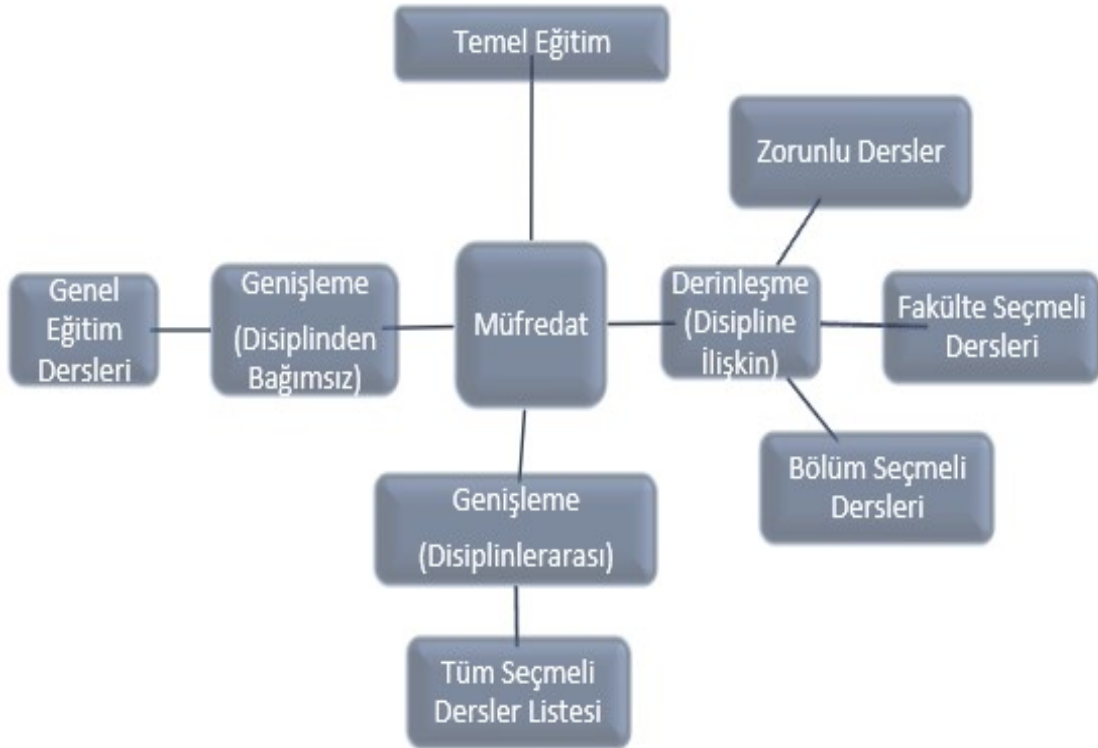 Temel Eğitim
Zorunlu Dersler
Genel
Eğitim
Dersleri
Genişleme
(Disiplinden
Bağımsız)
Müfredat
Derinleşme
(Disipline
İlişkin)
Fakülte Seçmeli
Dersleri
Bölüm Seçmeli
Dersleri
Genişleme
(Disiplinlerarası)
Tüm Seçmeli
Dersler Listesi